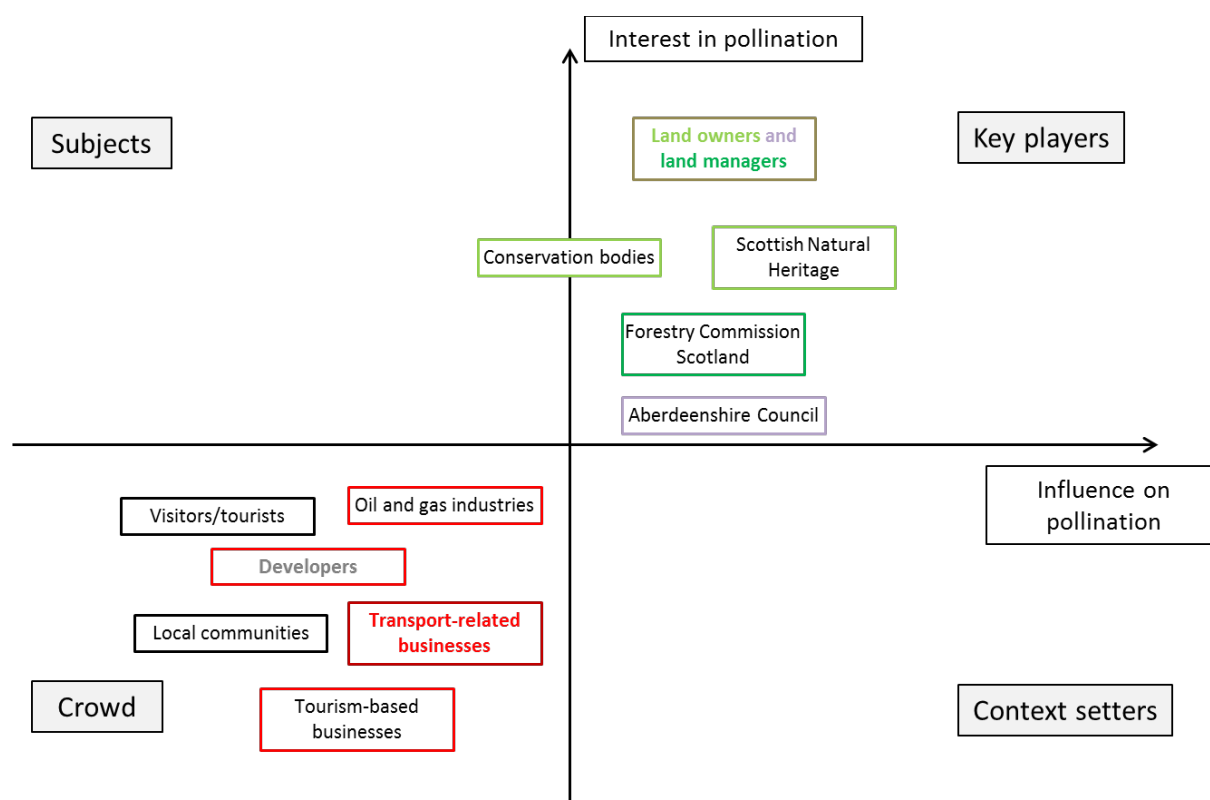 Interest in pollination
Subjects
Land owners and
land managers
Key players
Conservation bodies
Scottish Natural
Heritage
Forestry Commission
Scotland
Aberdeenshire Council
Influence on
pollination
Visitors/tourists
Oil and gas industries
Developers
Local communities
Transport-related
businesses
Crowd
Tourism-based
businesses
Context setters